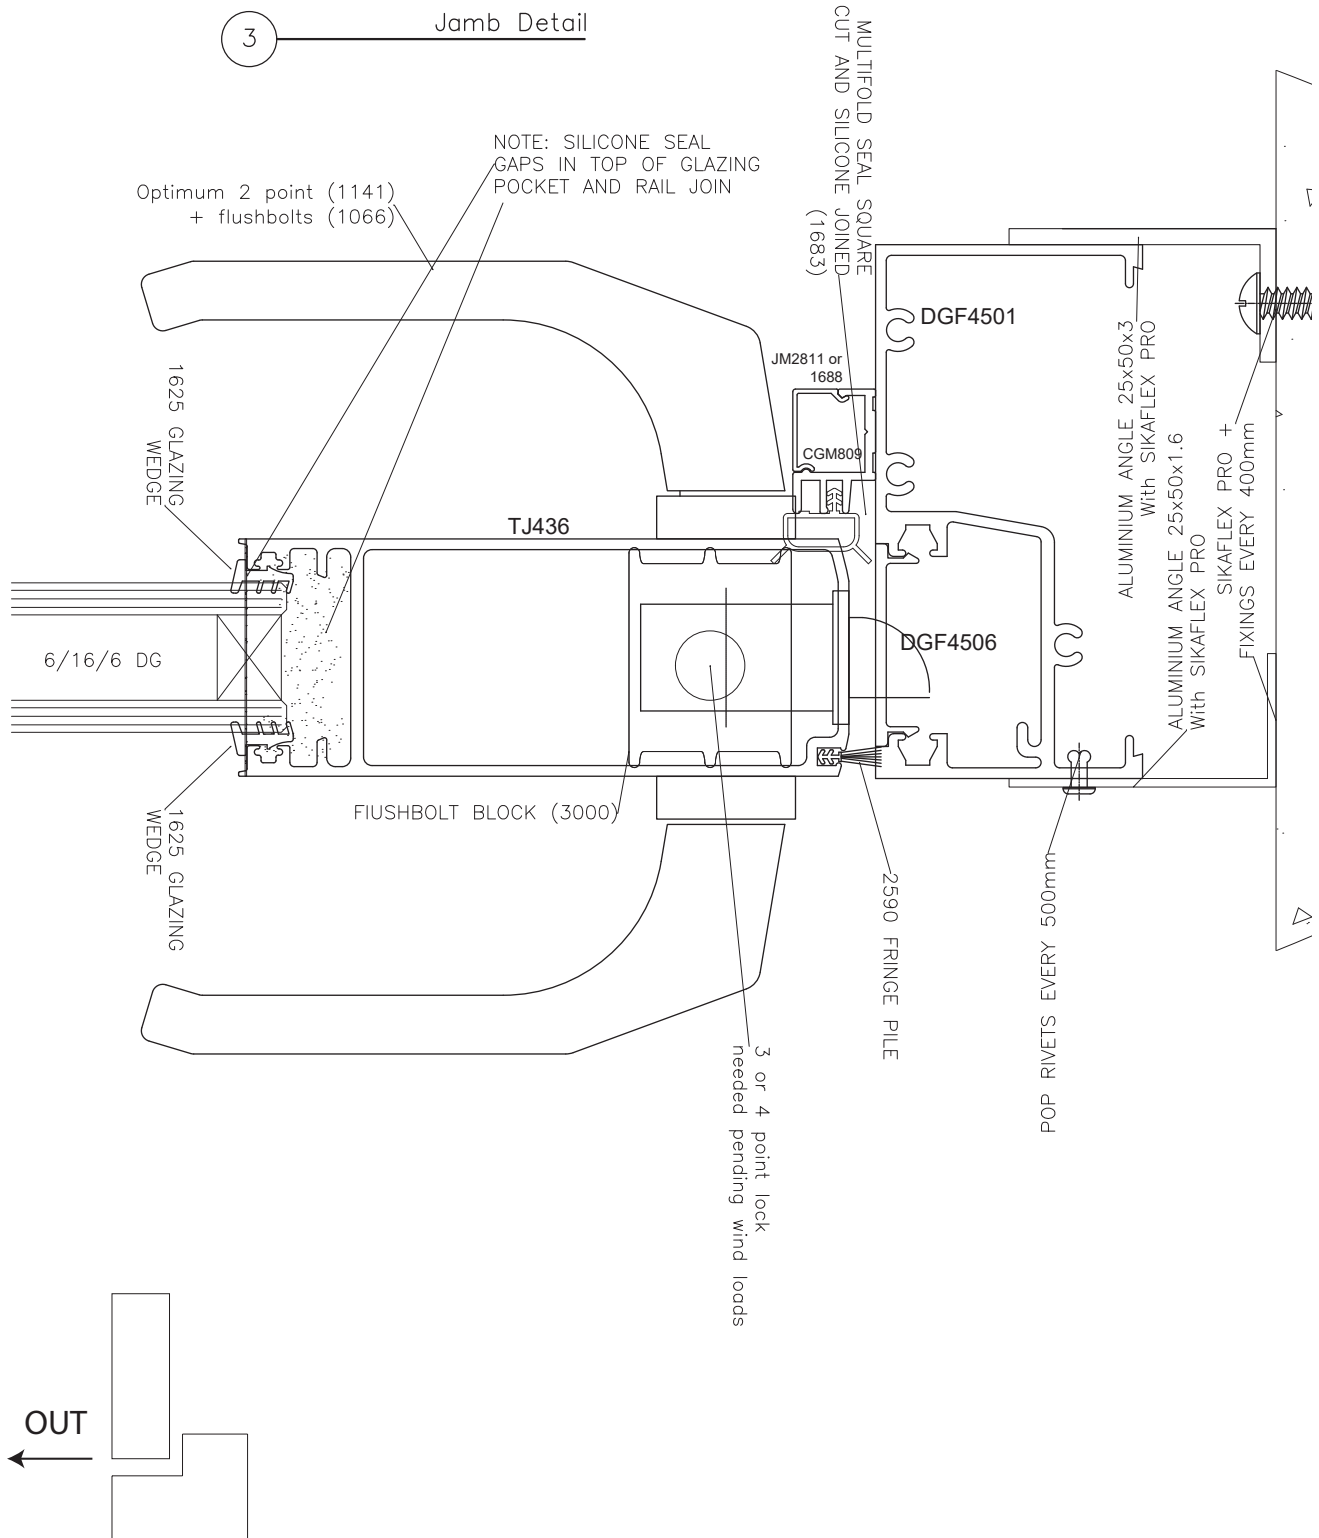 3
Jamb Detail
MULTIFOLD SEAL SQUARE
CUT AND SILICONE JOINED
(1683)
NOTE: SILICONE SEAL
GAPS IN TOP OF GLAZING
POCKET AND RAIL JOIN
Optimum 2 point (1141)
+ flushbolts (1066)
DGF4501
JM2811 or
1688
CGM809
ALUMINIUM ANGLE 25x50x3
With SIKAFLEX PRO
ALUMINIUM ANGLE 25x50x1.6
With SIKAFLEX PRO
SIKAFLEX PRO +
FIXINGS EVERY 400mm
1625 GLAZING
WEDGE
TJ436
DGF4506
6/16/6 DG
FlUSHBOLT BLOCK (3000)
1625 GLAZING
WEDGE
2590 FRINGE PILE
POP RIVETS EVERY 500mm
3 or 4 point lock
needed pending wind loads
OUT